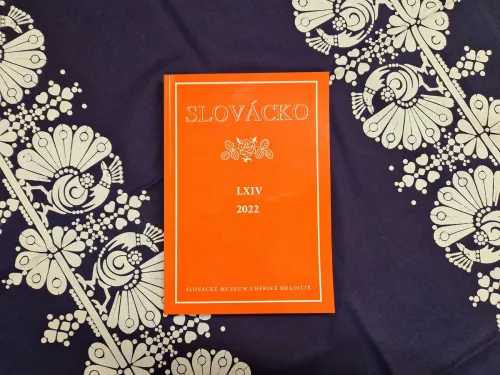 SLOVÁCKO
LXIV
2022
SLOVÁCKÉ MUZEUM UHERSKÉ HRADIŠTĚ